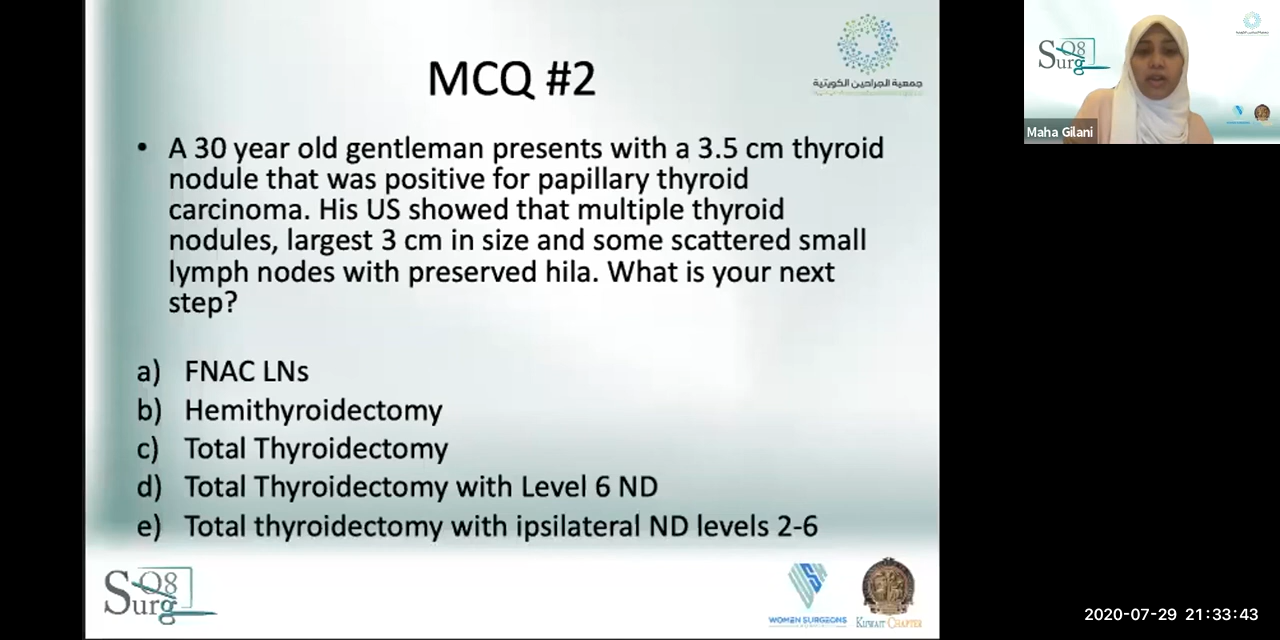 MCQ #2
جمعية الجراحين الكويتية
• A 30 year old gentleman presents with a 3.5 cm thyroid
nodule that was positive for papillary thyroid
carcinoma. His US showed that multiple thyroid
nodules, largest 3 cm in size and some scattered small
lymph nodes with preserved hila. What is your next
step?
a) FNAC LNs
b) Hemithyroidectomy
c) Total Thyroidectomy
d) Total Thyroidectomy with Level 6 ND
e) Total thyroidectomy with ipsilateral ND levels 2-6
SurgQ8
WOMEN SURGEONS
KUWAIT CHAPTER
SurgQ8
Maha Gilani
2020-07-29 21:33:43